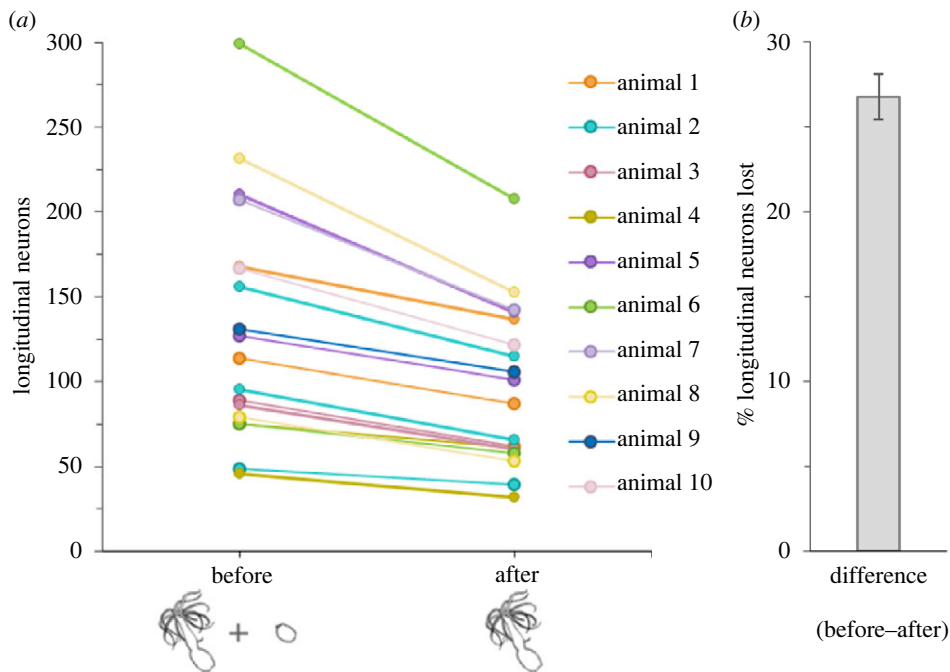 (a)
longitudinal neurons
300
250
200
150
100
50
0
before
after
+
animal 1
animal 2
animal 3
animal 4
animal 5
animal 6
animal 7
animal 8
animal 9
animal 10
(b)
% longitudinal neurons lost
30
20
10
0
difference
(before–after)